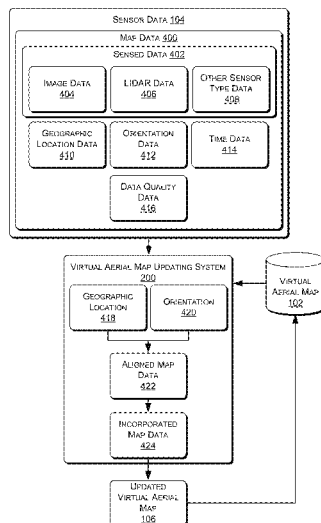 SENSOR DATA 104
MAP DATA 400
SENSED DATA 402
IMAGE DATA
404
LIDAR DATA
406
OTHER SENSOR
TYPE DATA
408
GEOGRAPHIC
LOCATION DATA
410
ORIENTATION
DATA
412
TIME DATA
414
DATA QUALITY
DATA
416
VIRTUAL AERIAL MAP UPDATING SYSTEM
200
GEOGRAPHIC
LOCATION
418
ORIENTATION
420
VIRTUAL
AERIAL MAP
102
ALIGNED MAP
DATA
422
INCORPORATED
MAP DATA
424
UPDATED
VIRTUAL AERIAL
MAP
106